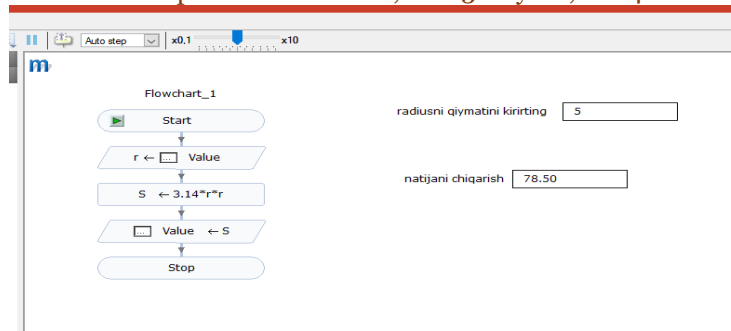 Auto step
x0.1
x10
m
Flowchart_1
Start
r ← ... Value
S ← 3.14*r*r
... Value ← S
Stop
radiusni qiymatini kirirting 5
natijani chiqarish 78.50